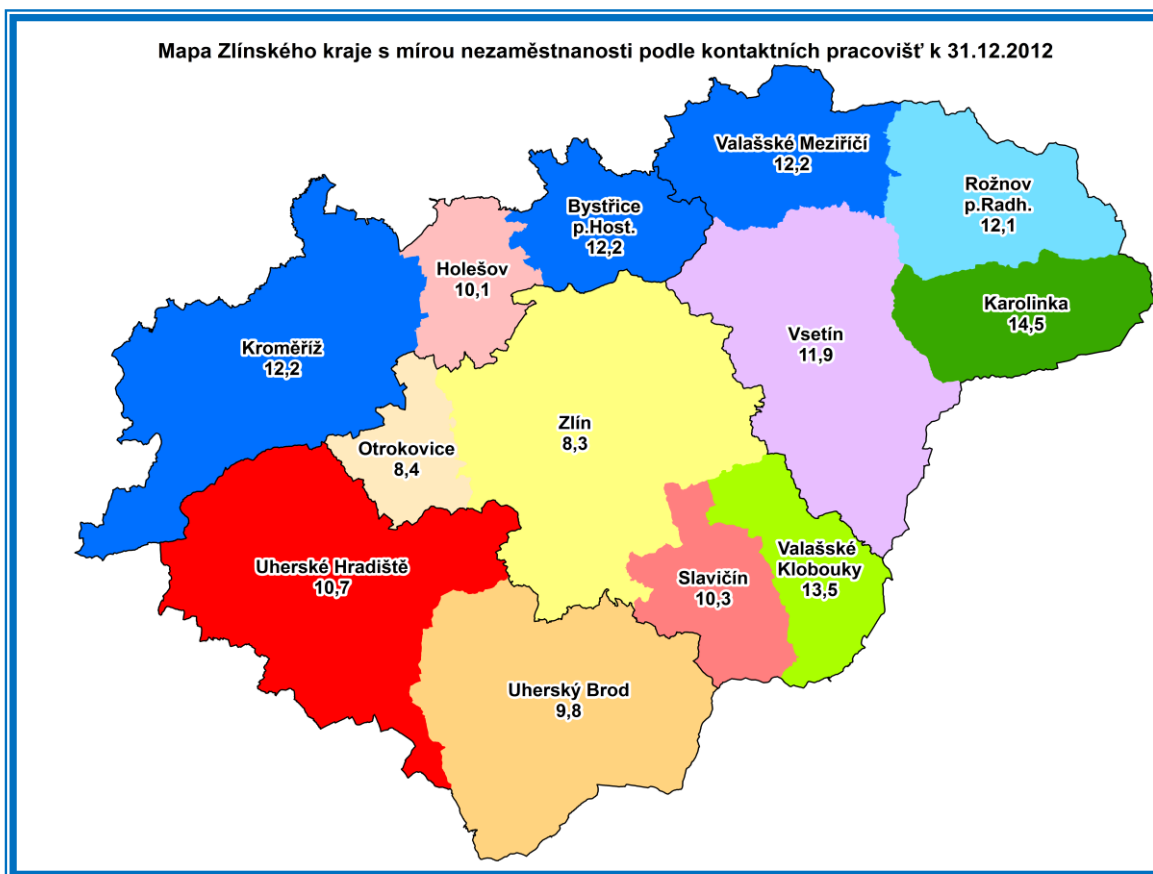 Mapa Zlínského kraje s mírou nezaměstnanosti podle kontaktních pracovišť k 31.12.2012
Valašské Meziříčí
12,2
Rožnov
p.Radh.
12,1
Bystřice
p.Host.
12,2
Holešov
10,1
Karolinka
14,5
Vsetín
11,9
Kroměříž
12,2
Zlín
8,3
Otrokovice
8,4
Valašské
Klobouky
13,5
Uherské Hradiště
10,7
Slavičín
10,3
Uherský Brod
9,8